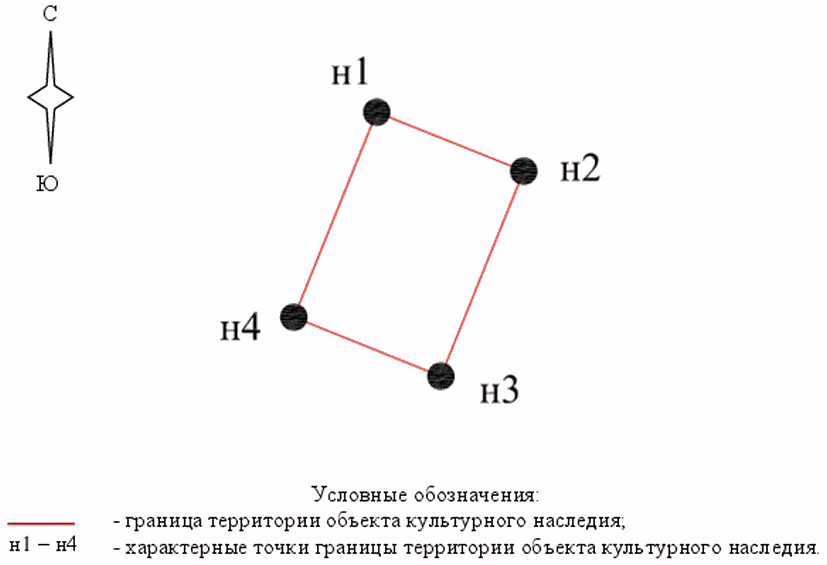 С
Ю
н1
н2
н4
н3
Условные обозначения:
- граница территории объекта культурного наследия;
н1 – н4 - характерные точки границы территории объекта культурного наследия.